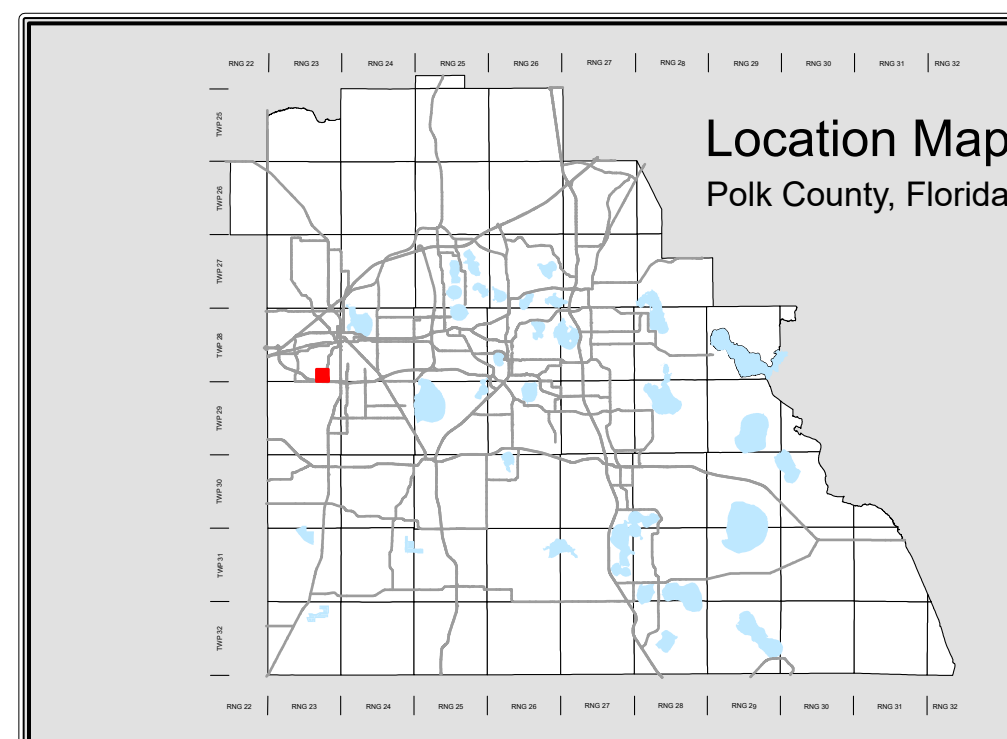 RNG 22 RNG 23 RNG 24 RNG 25 RNG 26 RNG 27 RNG 28 RNG 29 RNG 30 RNG 31 RNG 32
Location Map
Polk County, Florida
TWP 25
TWP 26
TWP 27
TWP 28
TWP 29
TWP 30
TWP 31
TWP 32
RNG 22 RNG 23 RNG 24 RNG 25 RNG 26 RNG 27 RNG 28 RNG 29 RNG 30 RNG 31 RNG 32